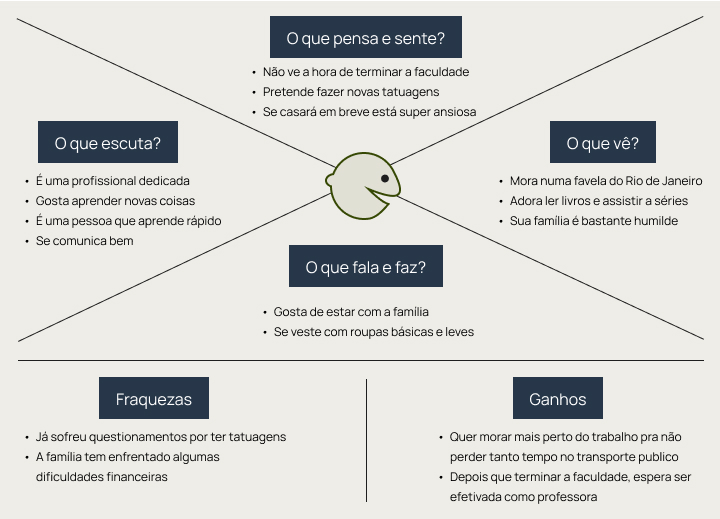 O que pensa e sente?
• Não ve a hora de terminar a faculdade
• Pretende fazer novas tatuagens
• Se casará em breve está super ansiosa
O que escuta?
• É uma profissional dedicada
• Gosta aprender novas coisas
• É uma pessoa que aprende rápido
• Se comunica bem
O que vê?
• Mora numa favela do Rio de Janeiro
• Adora ler livros e assistir a séries
• Sua família é bastante humilde
O que fala e faz?
• Gosta de estar com a família
• Se veste com roupas básicas e leves
Fraquezas
• Já sofreu questionamentos por ter tatuagens
• A família tem enfrentado algumas
dificuldades financeiras
Ganhos
• Quer morar mais perto do trabalho pra não
perder tanto tempo no transporte publico
• Depois que terminar a faculdade, espera ser
efetivada como professora